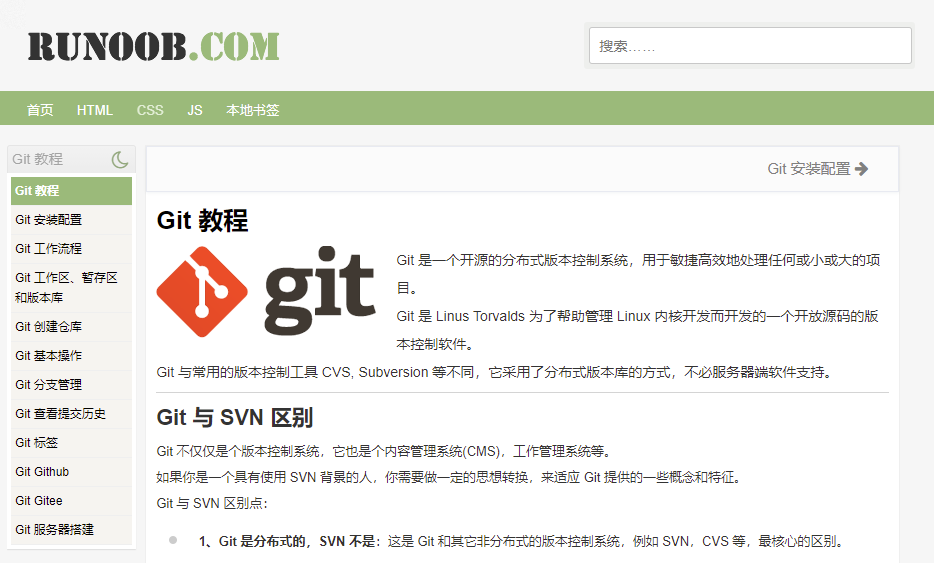 RUNOOB.COM
搜索……
首页 HTML CSS JS 本地书签
Git 教程
Git 教程
Git 安装配置
Git 工作流程
Git 工作区、暂存区
和版本库
Git 创建仓库
Git 基本操作
Git 分支管理
Git 查看提交历史
Git 标签
Git Github
Git Gitee
Git 服务器搭建
Git 安装配置
Git 教程
git
Git 是一个开源的分布式版本控制系统，用于敏捷高效地处理任何或小或大的项
目。
Git 是 Linus Torvalds 为了帮助管理 Linux 内核开发而开发的一个开放源码的版
本控制软件。
Git 与常用的版本控制工具 CVS, Subversion 等不同，它采用了分布式版本库的方式，不必服务器端软件支持。
Git 与 SVN 区别
Git 不仅仅是个版本控制系统，它也是个内容管理系统(CMS)，工作管理系统等。
如果你是一个具有使用 SVN 背景的人，你需要做一定的思想转换，来适应 Git 提供的一些概念和特征。
Git 与 SVN 区别点：
1、Git 是分布式的，SVN 不是：这是 Git 和其它非分布式的版本控制系统，例如 SVN，CVS 等，最核心的区别。